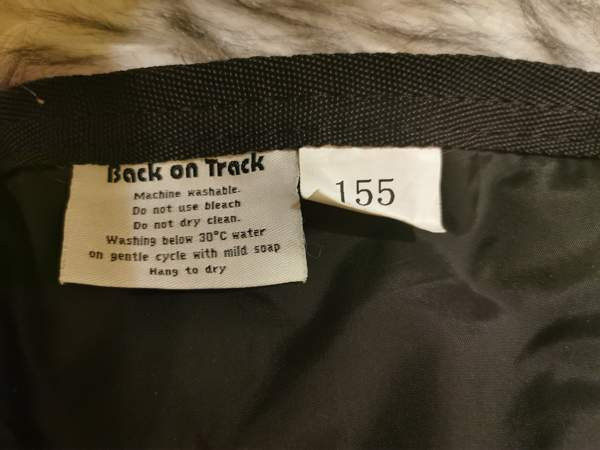 Back on Track
Machine washable.
Do not use bleach
Do not dry clean.
Washing below 30°C water
on gentle cycle with mild soap
Hang to dry
155